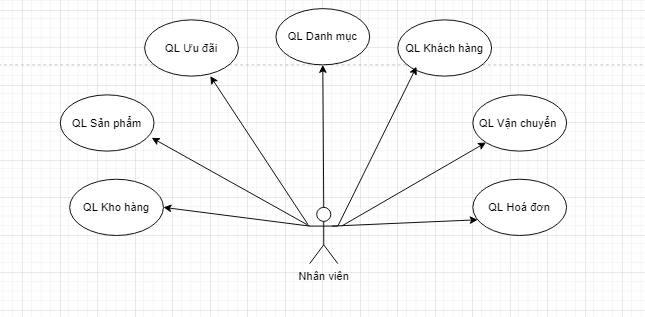 QL Danh mục
QL Ưu đãi
QL Khách hàng
QL Sản phẩm
QL Vận chuyển
QL Kho hàng
QL Hoá đơn
Nhân viên